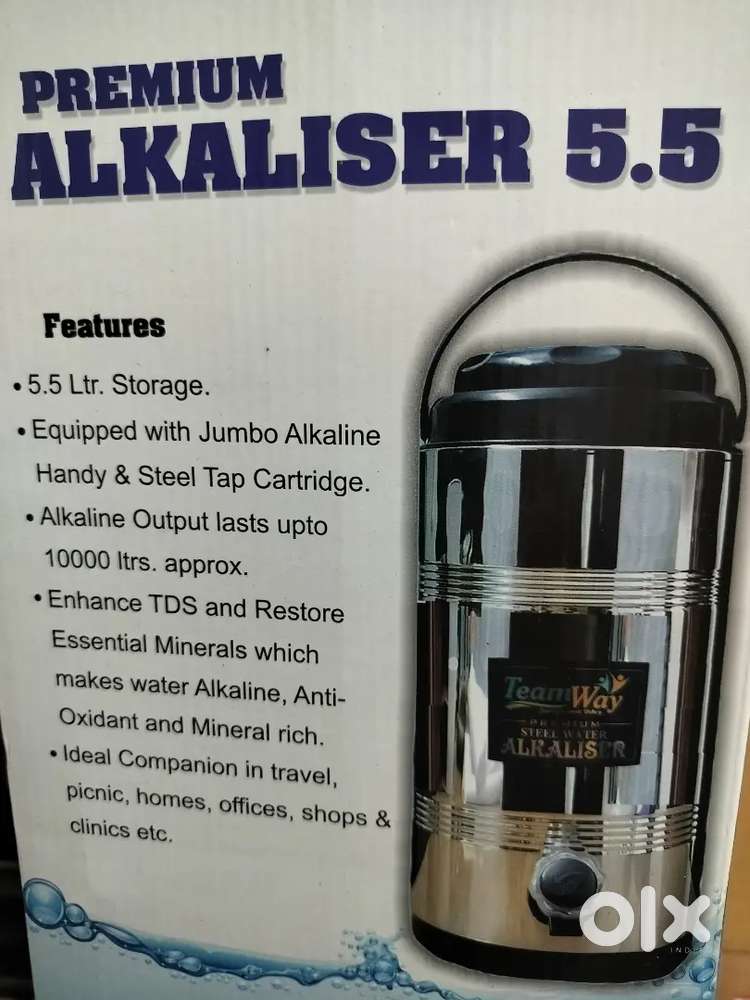 PREMIUM
ALKALISER 5.5
Features
• 5.5 Ltr. Storage.
• Equipped with Jumbo Alkaline
Handy & Steel Tap Cartridge.
• Alkaline Output lasts upto
10000 ltrs. approx.
• Enhance TDS and Restore
Essential Minerals which
makes water Alkaline, Anti-
Oxidant and Mineral rich.
• Ideal Companion in travel,
picnic, homes, offices, shops &
clinics etc.
TeamWay
PREMIUM
STEEL WATER
ALKALISER
olx
INDIA